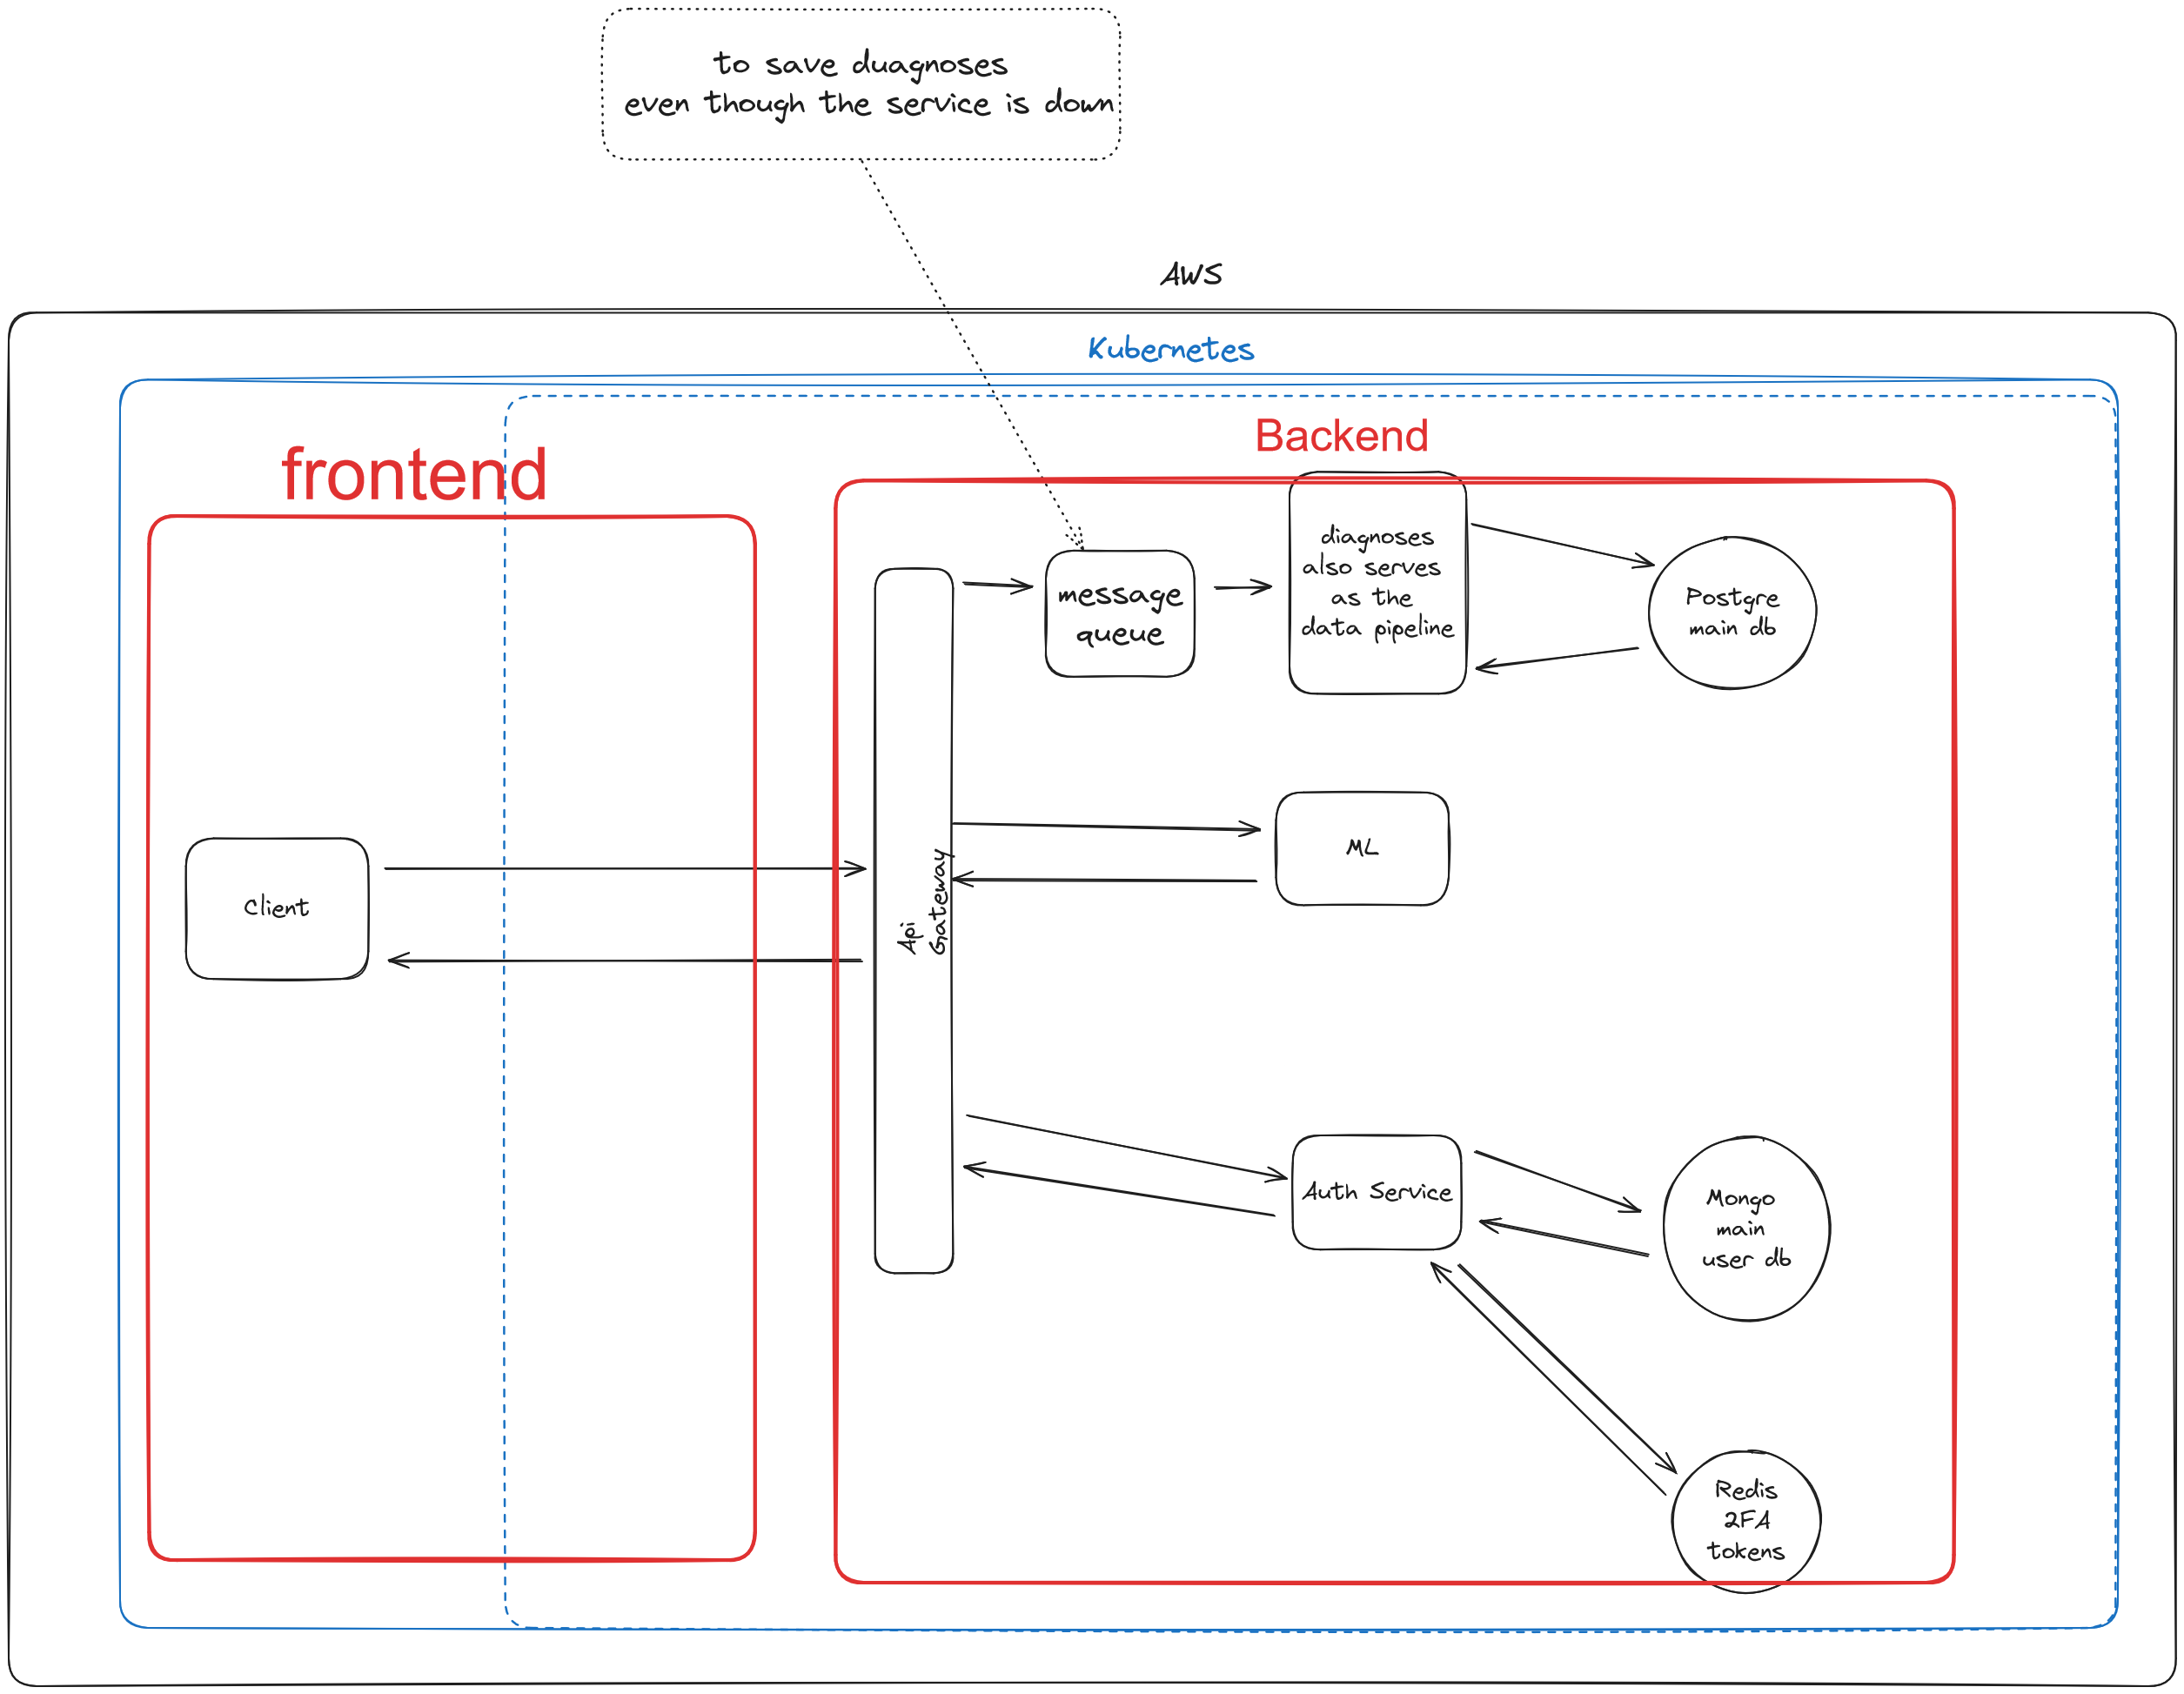 to save duagnoses
even though the service is down
AWS
Kubernetes
frontend
Backend
message
queue
diagnoses
also serves
as the
data pipeline
Postgre
main db
Client
Api
Gateway
ML
Auth Service
Mongo
main
user db
Redis
2FA
tokens